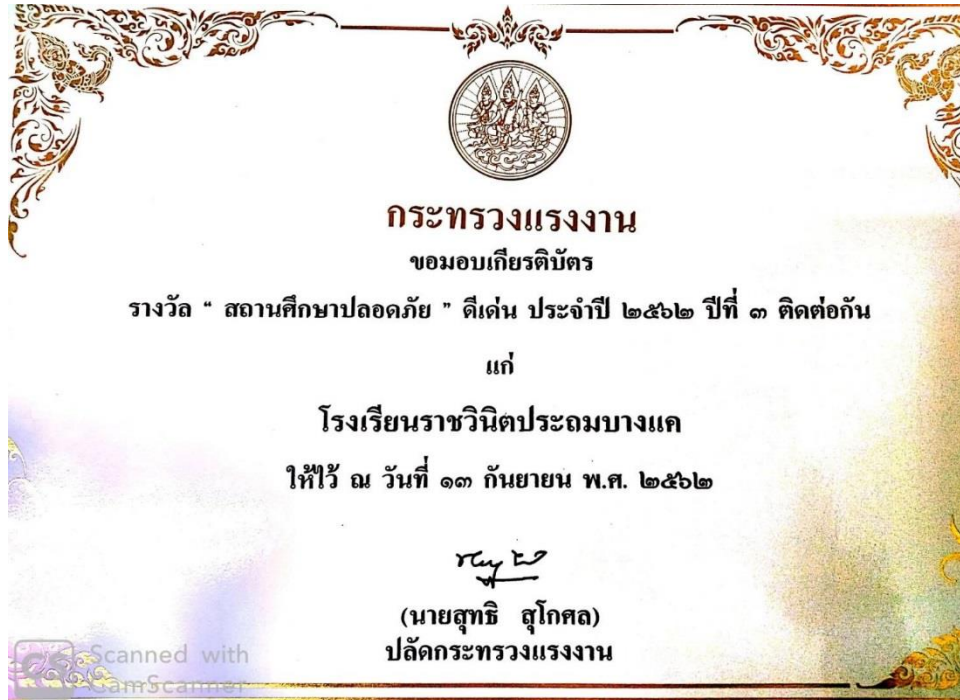 กระทรวงแรงงาน
ขอมอบเกียรติบัตร
รางวัล “ สถานศึกษาปลอดภัย ” ดีเด่น ประจำปี ๒๕๖๒ ปีที่ ๓ ติดต่อกัน
แก่
โรงเรียนราชวินิตประถมบางแค
ให้ไว้ ณ วันที่ ๑๓ กันยายน พ.ศ. ๒๕๖๒
(นายสุทธิ สุโกศล)
ปลัดกระทรวงแรงงาน
CS Scanned with
CamScanner